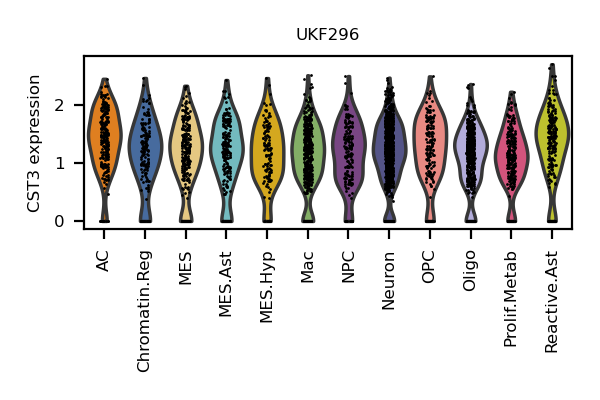 UKF296
CST3 expression
2
1
0
AC
Chromatin.Reg
MES
MES.Ast
MES.Hyp
Mac
NPC
Neuron
OPC
Oligo
Prolif.Metab
Reactive.Ast